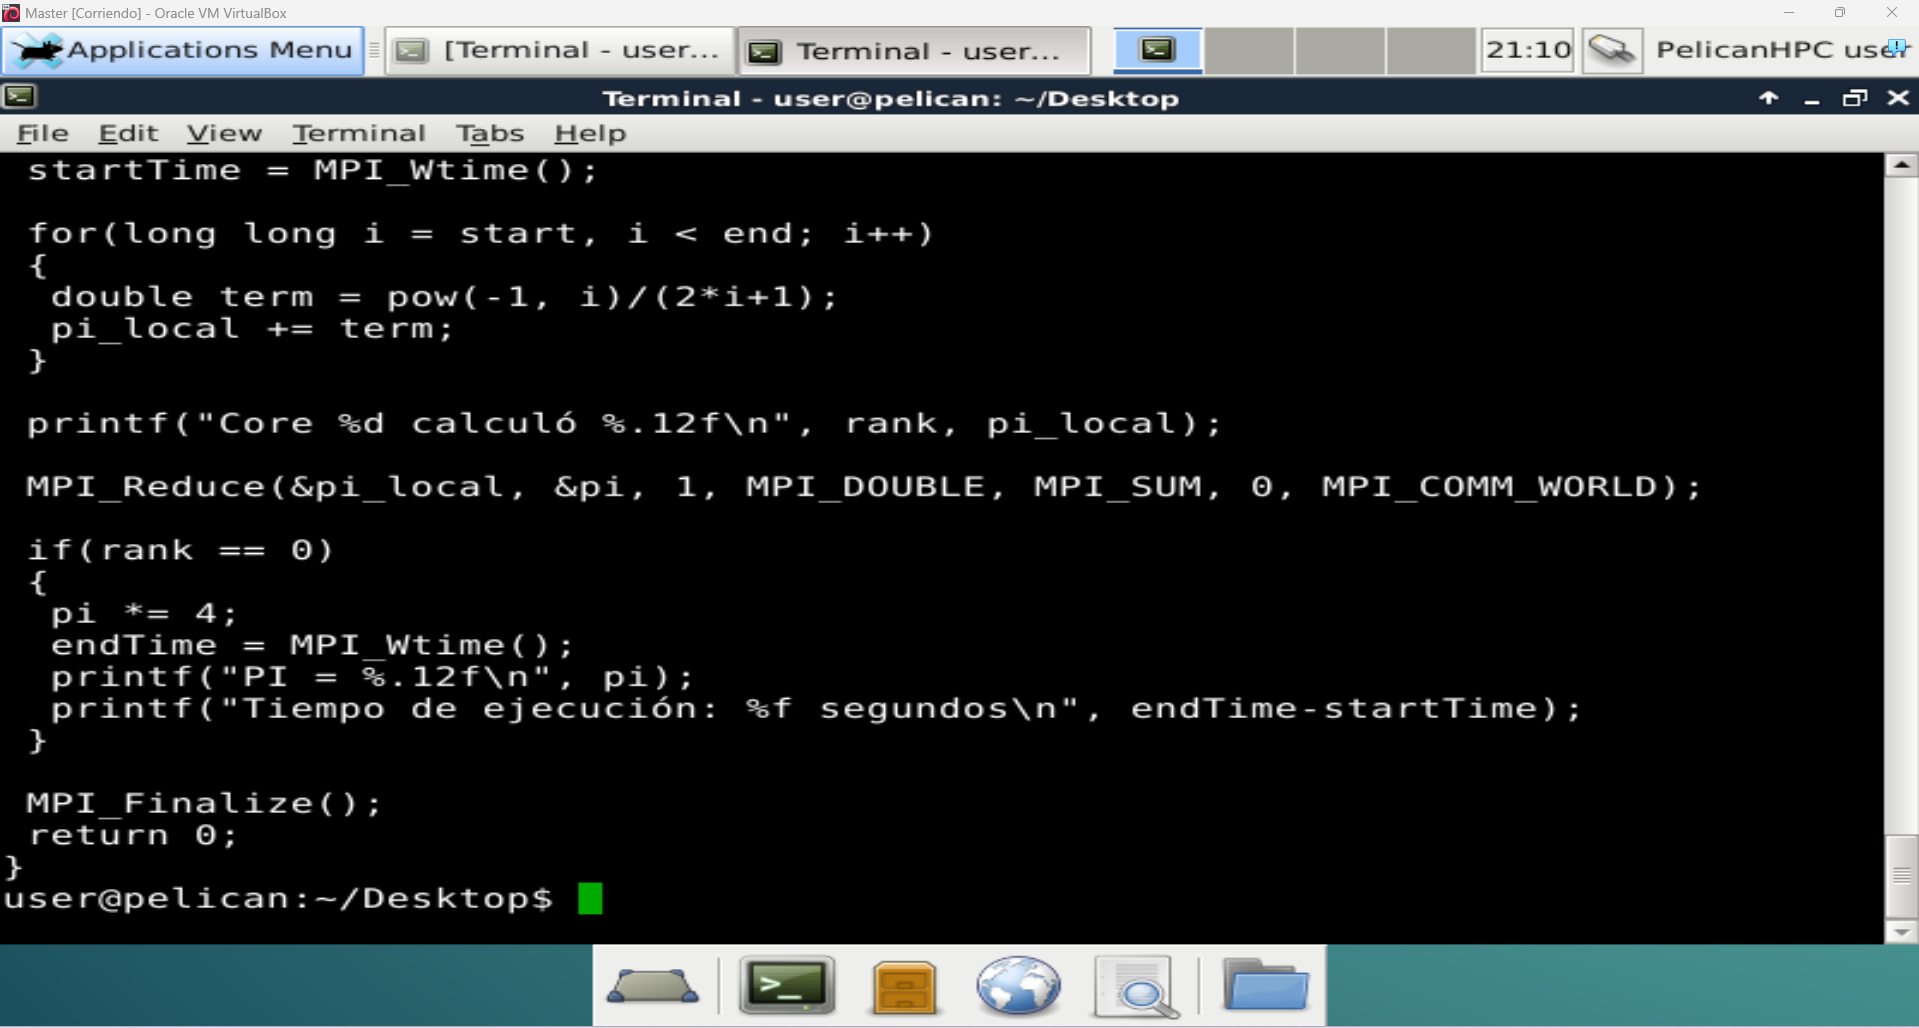 Master [Corriendo] - Oracle VM VirtualBox
Applications Menu
[Terminal - user...
Terminal - user...
21:10
PelicanHPC user
Terminal - user@pelican: ~/Desktop
File Edit View Terminal Tabs Help
startTime = MPI_Wtime();
for(long long i = start, i < end; i++)
{
double term = pow(-1, i)/(2*i+1);
pi_local += term;
}
printf("Core %d calculó %.12f\n", rank, pi_local);
MPI_Reduce(&pi_local, &pi, 1, MPI_DOUBLE, MPI_SUM, 0, MPI_COMM_WORLD);
if(rank == 0)
{
pi *= 4;
endTime = MPI_Wtime();
printf("PI = %.12f\n", pi);
printf("Tiempo de ejecución: %f segundos\n", endTime-startTime);
}
MPI_Finalize();
return 0;
}
user@pelican:~/Desktop$